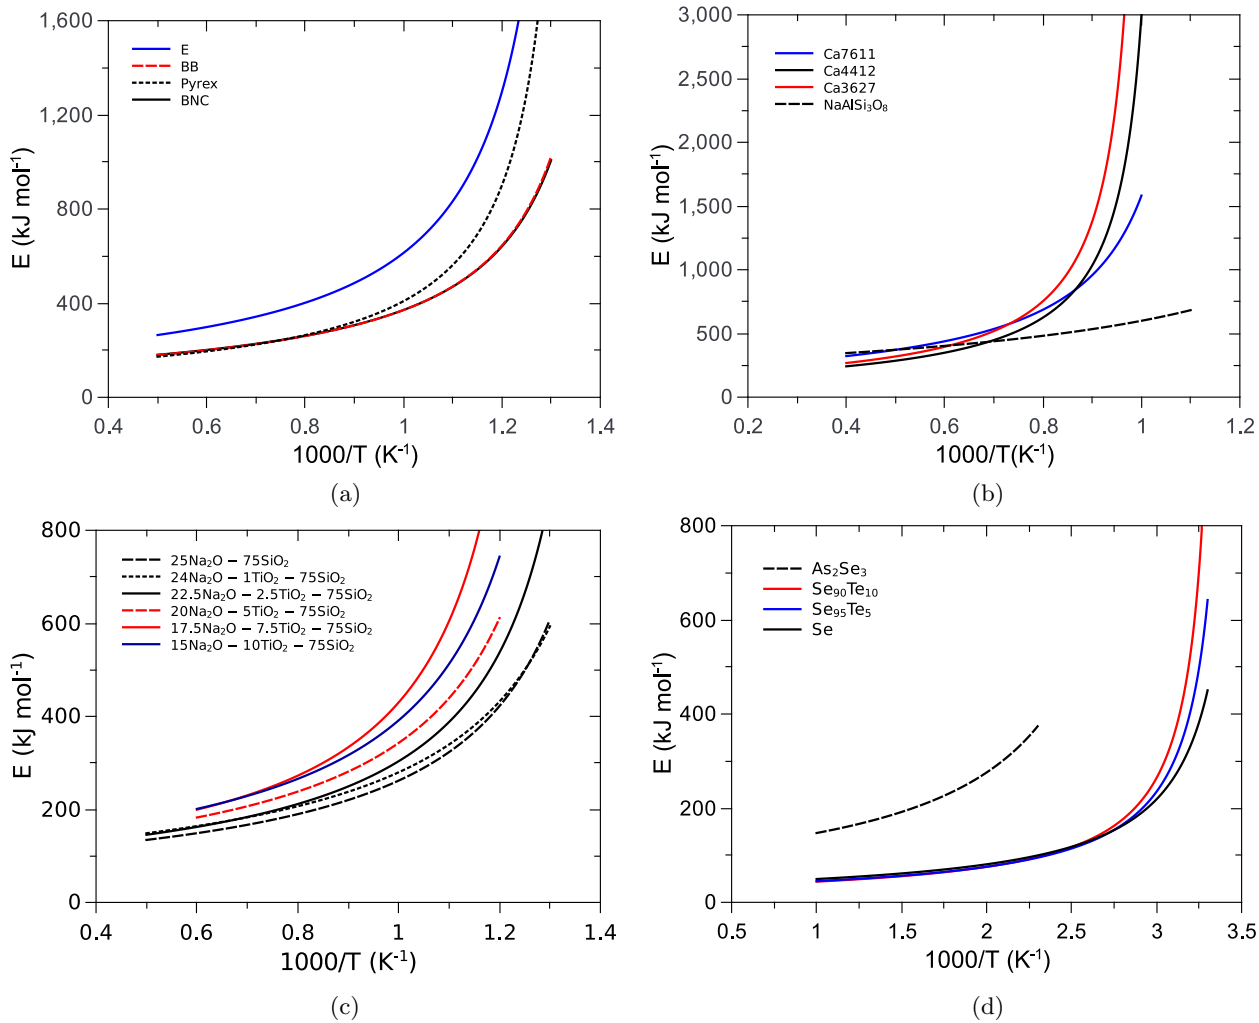 1,600
1,200
800
400
0
E (kJ mol⁻¹)
E
BB
Pyrex
BNC
0.4 0.6 0.8 1 1.2 1.4
1000/T (K⁻¹)
(a)
3,000
2,500
2,000
1,500
1,000
500
0
E (kJ mol⁻¹)
Ca7611
Ca4412
Ca3627
NaAlSi₃O₈
0.2 0.4 0.6 0.8 1 1.2
1000/T(K⁻¹)
(b)
800
600
400
200
0
E (kJ mol⁻¹)
25Na₂O − 75SiO₂
24Na₂O − 1TiO₂ − 75SiO₂
22.5Na₂O − 2.5TiO₂ − 75SiO₂
20Na₂O − 5TiO₂ − 75SiO₂
17.5Na₂O − 7.5TiO₂ − 75SiO₂
15Na₂O − 10TiO₂ − 75SiO₂
0.4 0.6 0.8 1 1.2 1.4
1000/T (K⁻¹)
(c)
800
600
400
200
0
E (kJ mol⁻¹)
As₂Se₃
Se₉₀Te₁₀
Se₉₅Te₅
Se
0.5 1 1.5 2 2.5 3 3.5
1000/T (K⁻¹)
(d)